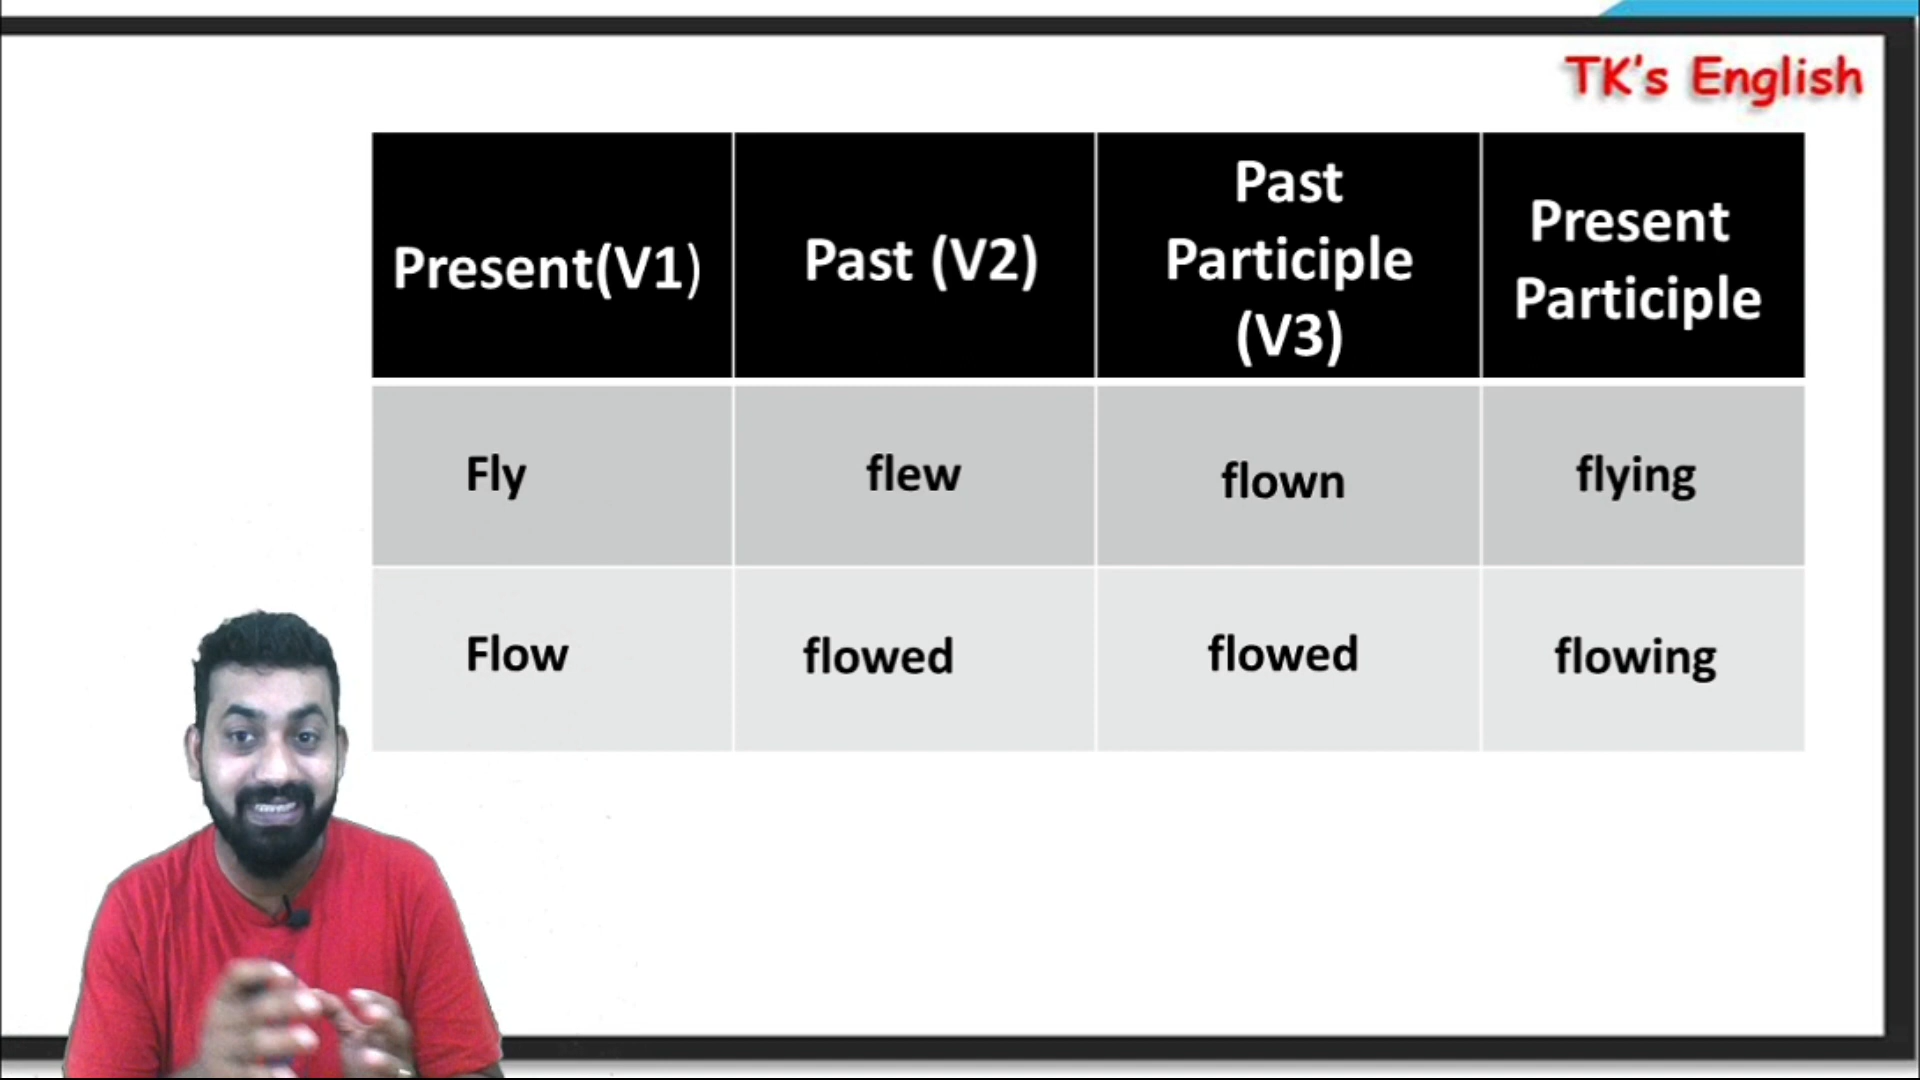 TK's English
Present(V1)
Past (V2)
Past
Participle
(V3)
Present
Participle
Fly
flew
flown
flying
Flow
flowed
flowed
flowing